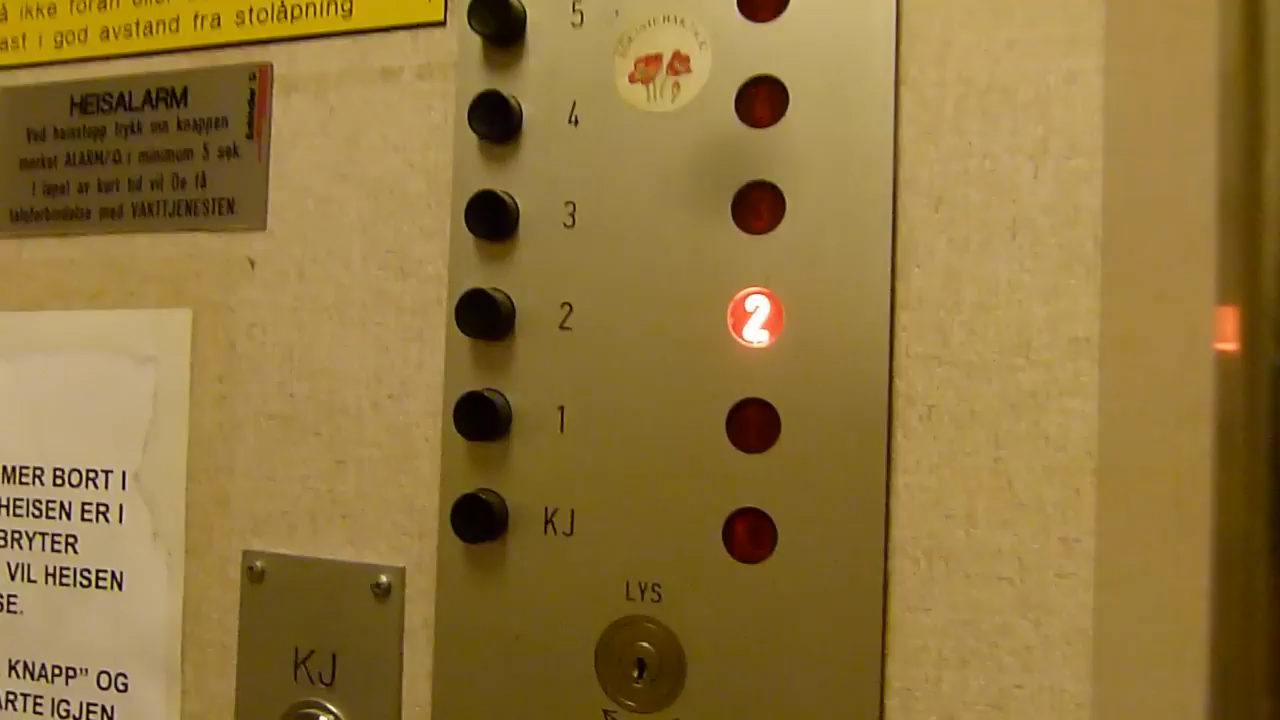 å ikke foran eller
ast i god avstand fra stolåpning
HEISALARM
Ved heisstopp trykk inn knappen
merket ALARM/ i minimum 5 sek.
I løpet av kort tid vil De få
taleforbindelse med VAKTTJENESTEN.
Schindler
5
4
3
2
2
1
KJ
LYS
KJ
MER BORT I
HEISEN ER I
BRYTER
VIL HEISEN
SE.
KNAPP” OG
ARTE IGJEN